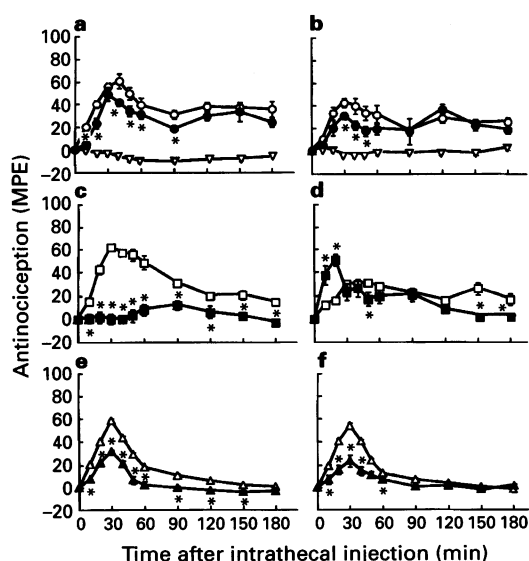 a b
100
80
60
40
20
0
−20
* * * * * *
* * *
c d
100
80
60
40
20
0
−20
* * * * * * * * *
* * * * *
e f
100
80
60
40
20
0
* * * * * * * * *
* * * * * *
0 30 60 90 120 150 180
0 30 60 90 120 150 180
Antinociception (MPE)
Time after intrathecal injection (min)